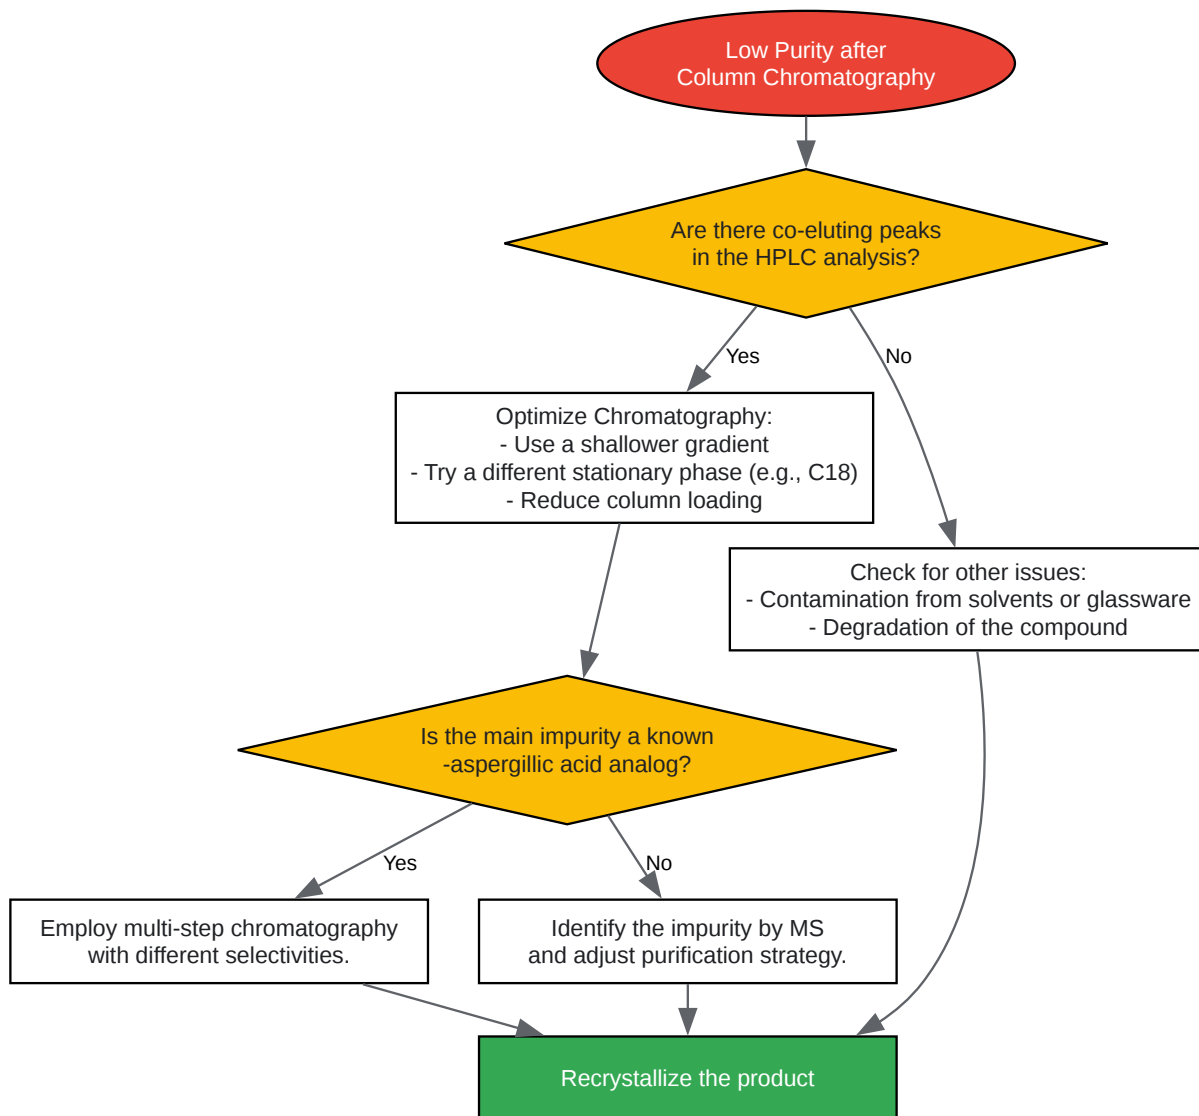 Low Purity after
Column Chromatography
Are there co-eluting peaks
in the HPLC analysis?
Yes
No
Optimize Chromatography:
- Use a shallower gradient
- Try a different stationary phase (e.g., C18)
- Reduce column loading
Check for other issues:
- Contamination from solvents or glassware
- Degradation of the compound
Is the main impurity a known
-aspergillic acid analog?
Yes
No
Employ multi-step chromatography
with different selectivities.
Identify the impurity by MS
and adjust purification strategy.
Recrystallize the product